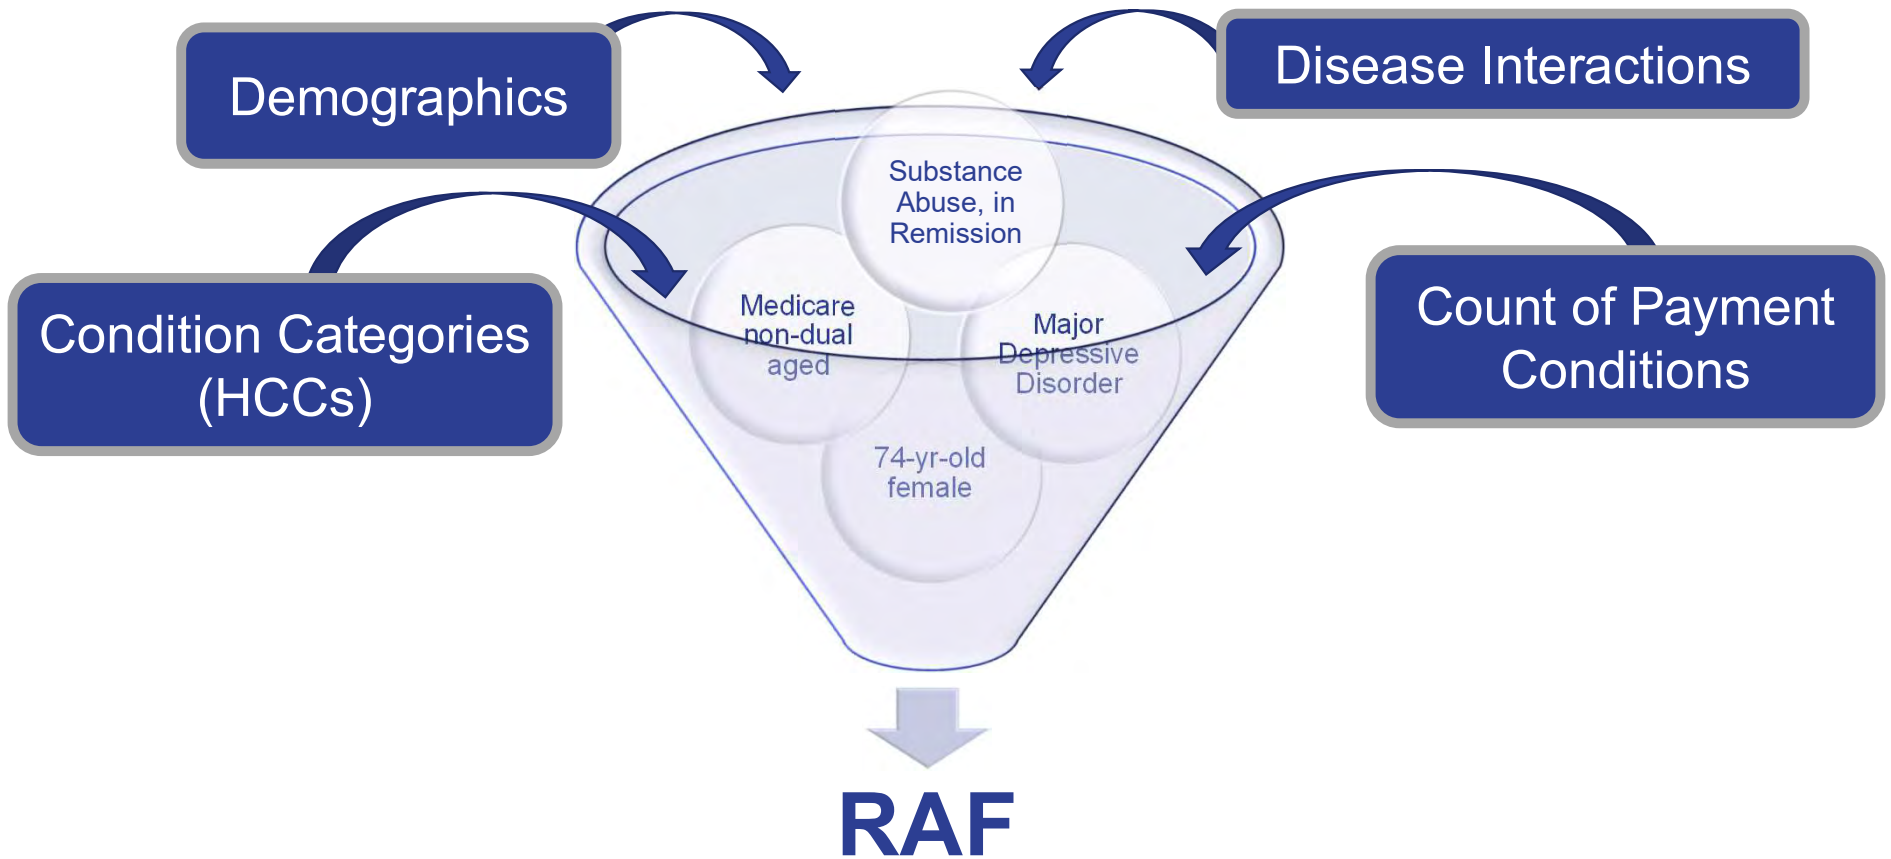 Demographics
Disease Interactions
Condition Categories
(HCCs)
Count of Payment
Conditions
Substance
Abuse, in
Remission
Medicare
non-dual
aged
Major
Depressive
Disorder
74-yr-old
female
RAF